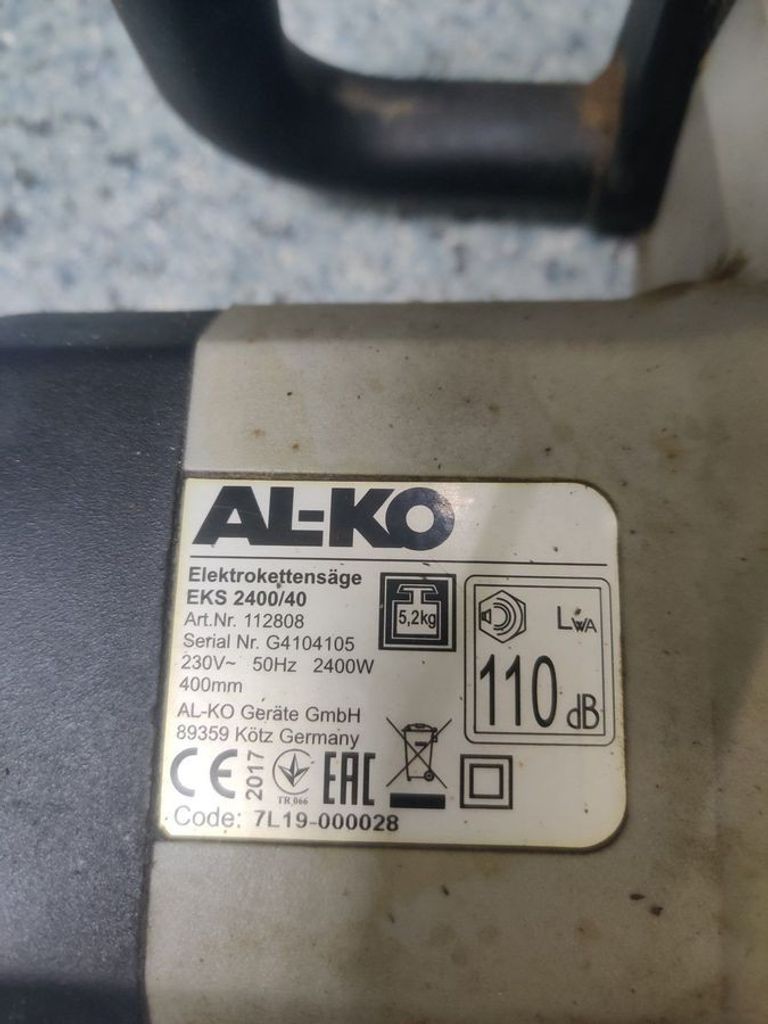 AL-KO
Elektrokettensäge
EKS 2400/40
Art.Nr. 112808
Serial Nr. G4104105
230V~ 50Hz 2400W
400mm
AL-KO Geräte GmbH
89359 Kötz Germany
5,2kg
LWA
110 dB
CE 2017 TR.066 EAC
Code: 7L19-000028